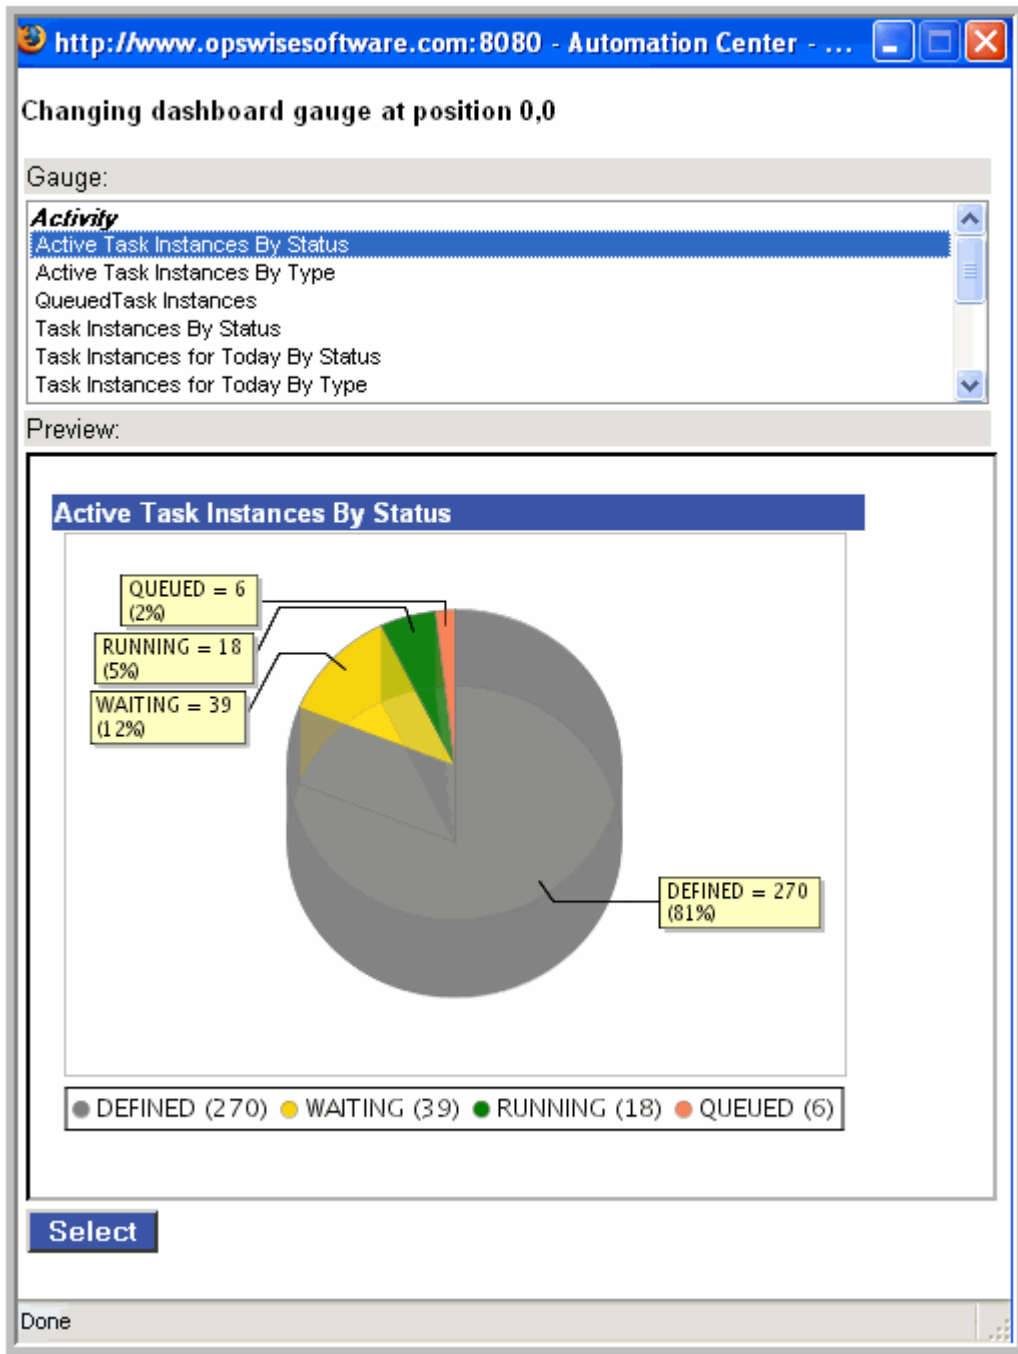 http://www.opswisesoftware.com:8080 - Automation Center - ...
Changing dashboard gauge at position 0,0
Gauge:
Activity
Active Task Instances By Status
Active Task Instances By Type
QueuedTask Instances
Task Instances By Status
Task Instances for Today By Status
Task Instances for Today By Type
Preview:
Active Task Instances By Status
QUEUED = 6
(2%)
RUNNING = 18
(5%)
WAITING = 39
(12%)
DEFINED = 270
(81%)
DEFINED (270) WAITING (39) RUNNING (18) QUEUED (6)
Select
Done